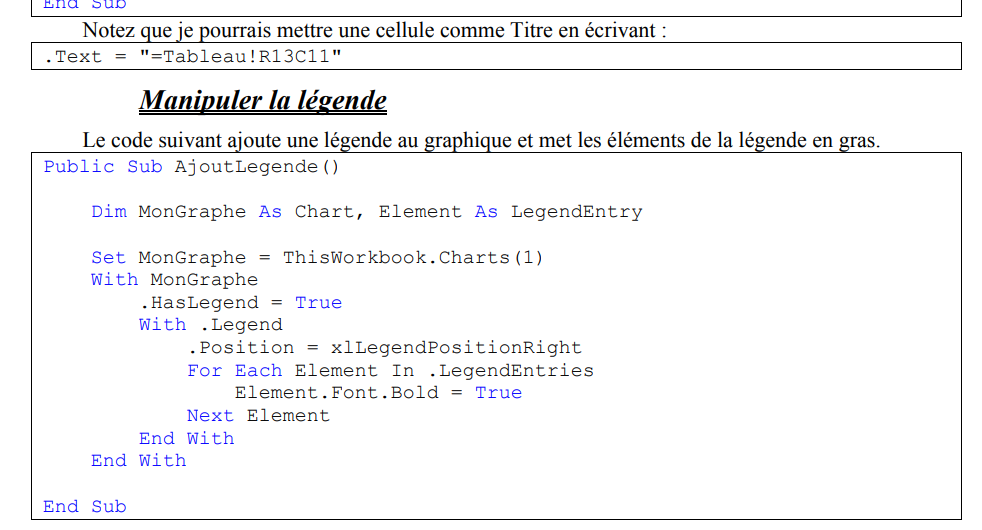 End Sub
Notez que je pourrais mettre une cellule comme Titre en écrivant :
.Text = "=Tableau!R13C11"
Manipuler la légende
Le code suivant ajoute une légende au graphique et met les éléments de la légende en gras.
Public Sub AjoutLegende()
Dim MonGraphe As Chart, Element As LegendEntry
Set MonGraphe = ThisWorkbook.Charts(1)
With MonGraphe
.HasLegend = True
With .Legend
.Position = xlLegendPositionRight
For Each Element In .LegendEntries
Element.Font.Bold = True
Next Element
End With
End With
End Sub